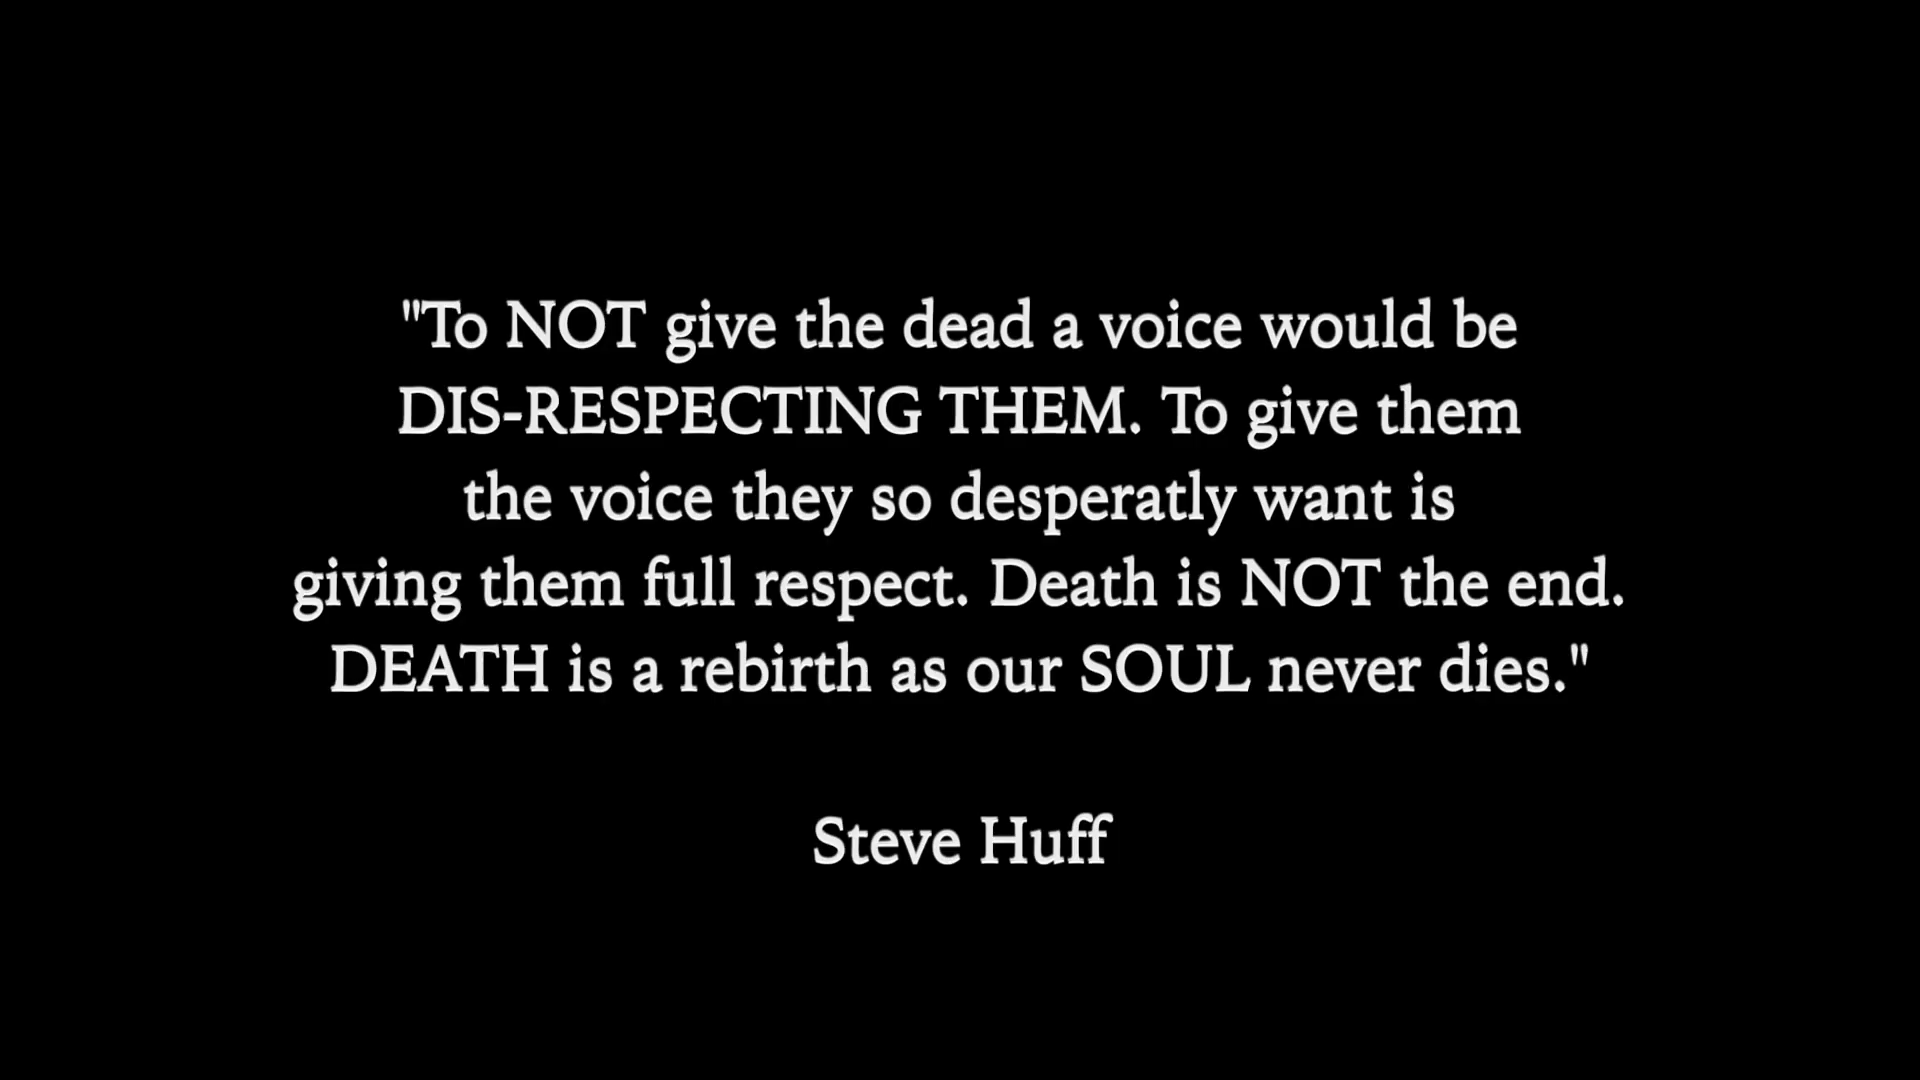 "To NOT give the dead a voice would be
DIS-RESPECTING THEM. To give them
the voice they so desperatly want is
giving them full respect. Death is NOT the end.
DEATH is a rebirth as our SOUL never dies."
Steve Huff